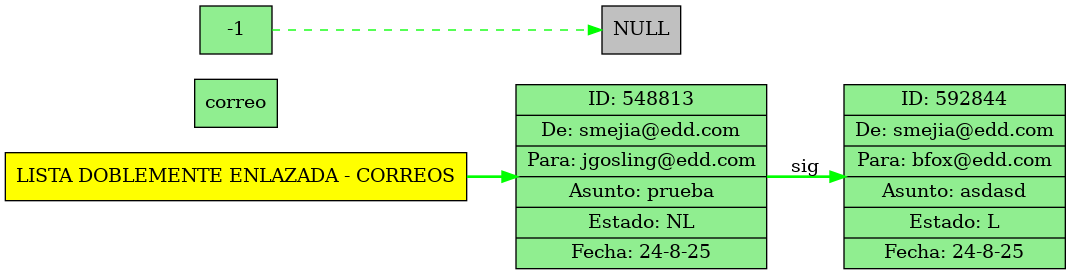 -1
NULL
correo
LISTA DOBLEMENTE ENLAZADA - CORREOS
ID: 548813
De: smejia@edd.com
Para: jgosling@edd.com
Asunto: prueba
Estado: NL
Fecha: 24-8-25
sig
ID: 592844
De: smejia@edd.com
Para: bfox@edd.com
Asunto: asdasd
Estado: L
Fecha: 24-8-25